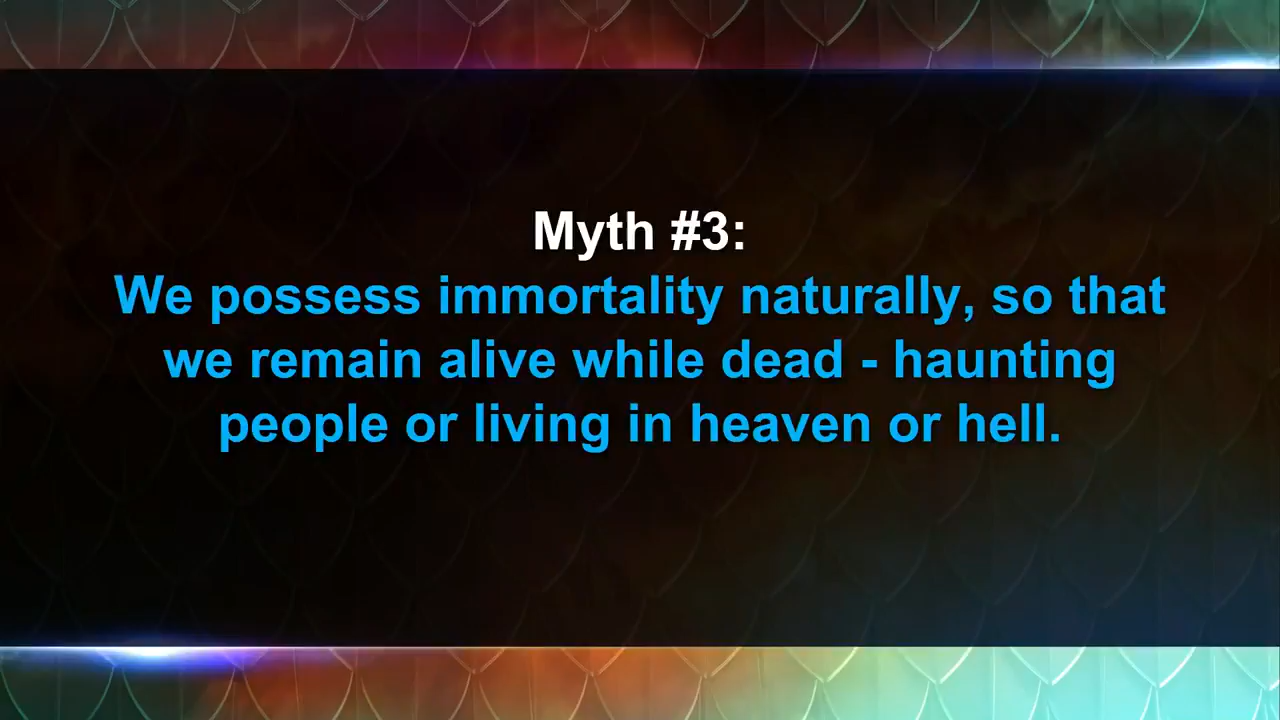 Myth #3:
We possess immortality naturally, so that
we remain alive while dead - haunting
people or living in heaven or hell.